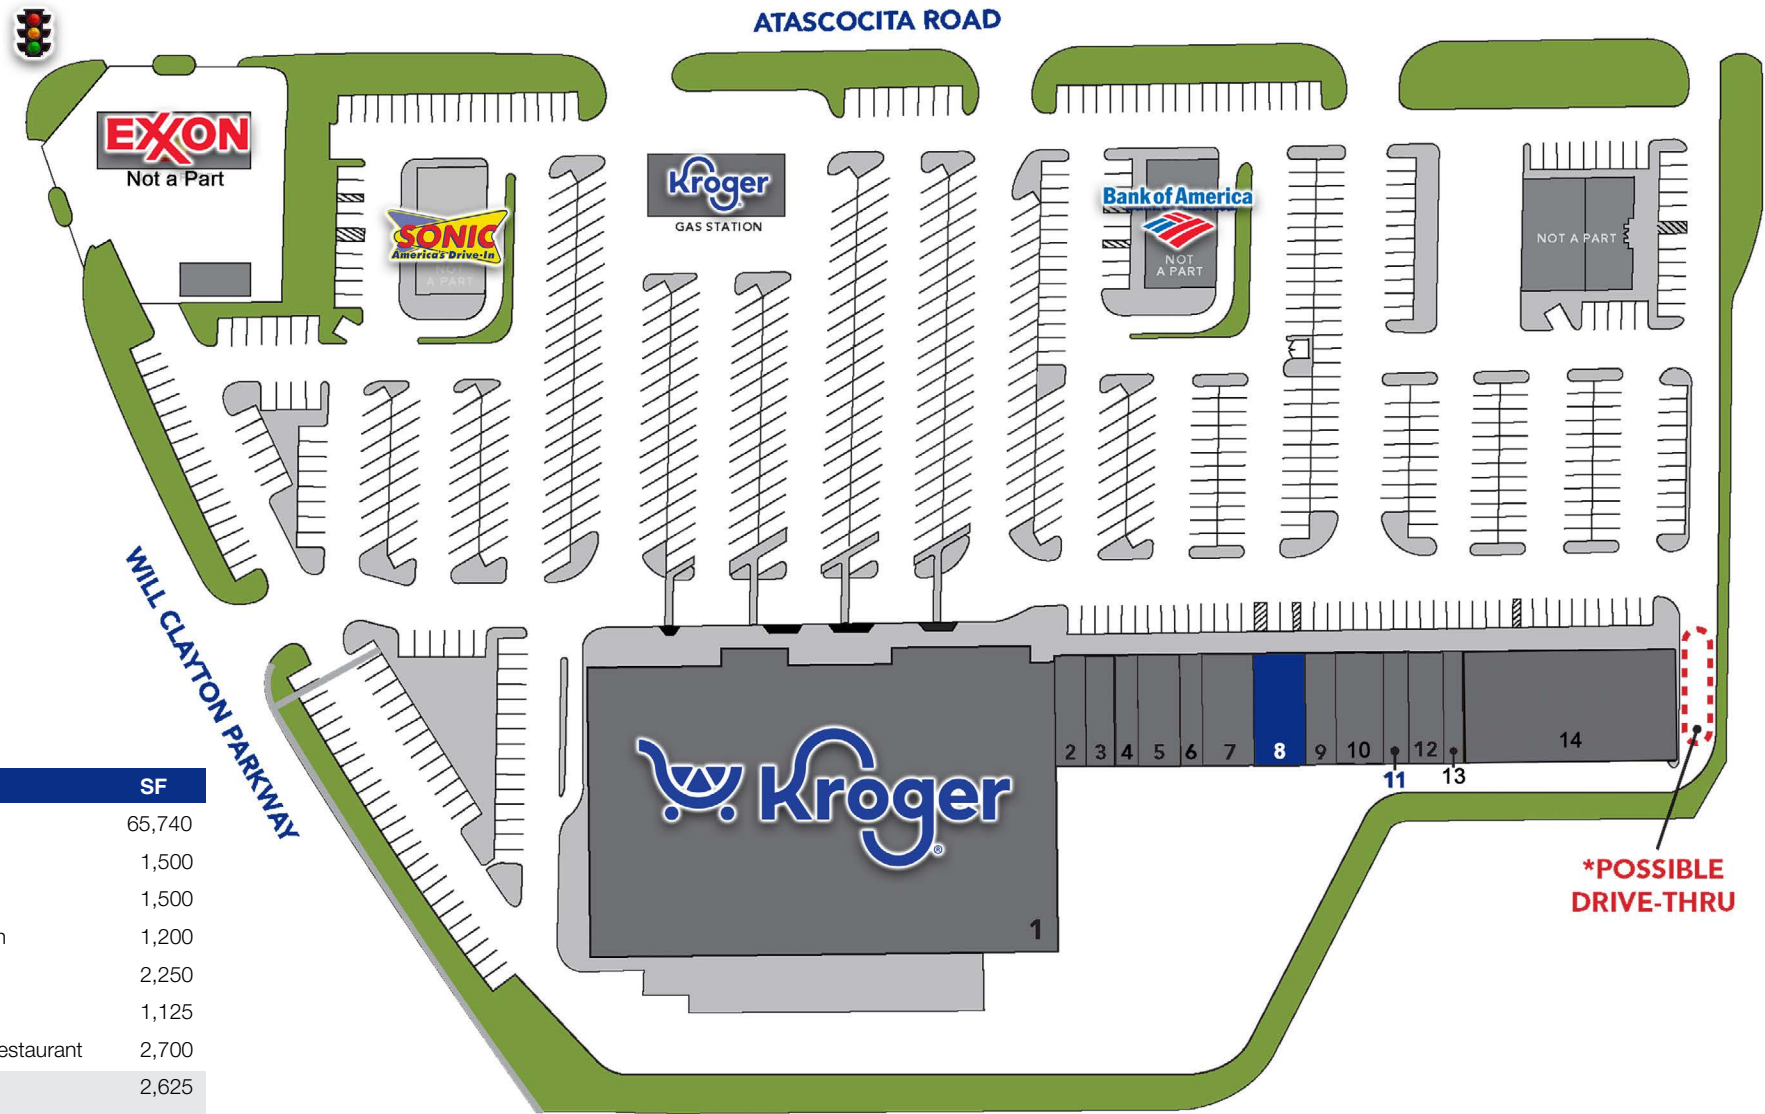 ATASCOCITA ROAD
EXXON
Not a Part
SONIC
America's Drive-In
NOT
A PART
Kroger
GAS STATION
Bank of America
NOT
A PART
NOT A PART
WILL CLAYTON PARKWAY
Kroger
1
2 3 4 5 6 7 8 9 10 12 14
11 13
*POSSIBLE
DRIVE-THRU
SF
65,740
1,500
1,500
1,200
2,250
1,125
estaurant 2,700
2,625